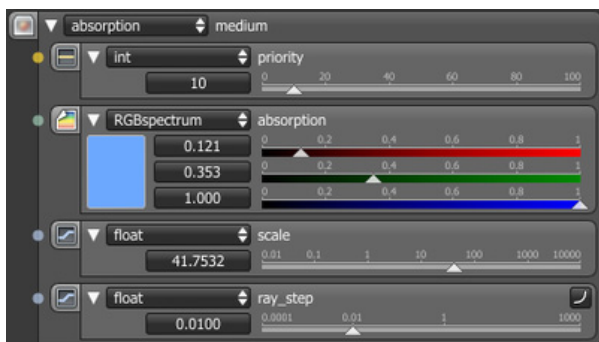 absorption medium
int priority
10 0 20 40 60 80 100
RGBspectrum absorption
0.121 0 0,2 0,4 0,6 0,8 1
0.353 0 0,2 0,4 0,6 0,8 1
1.000 0 0,2 0,4 0,6 0,8 1
float scale
41.7532 0.01 0,1 1 10 100 1000 10000
float ray_step
0.0100 0.0001 0.01 1 1000